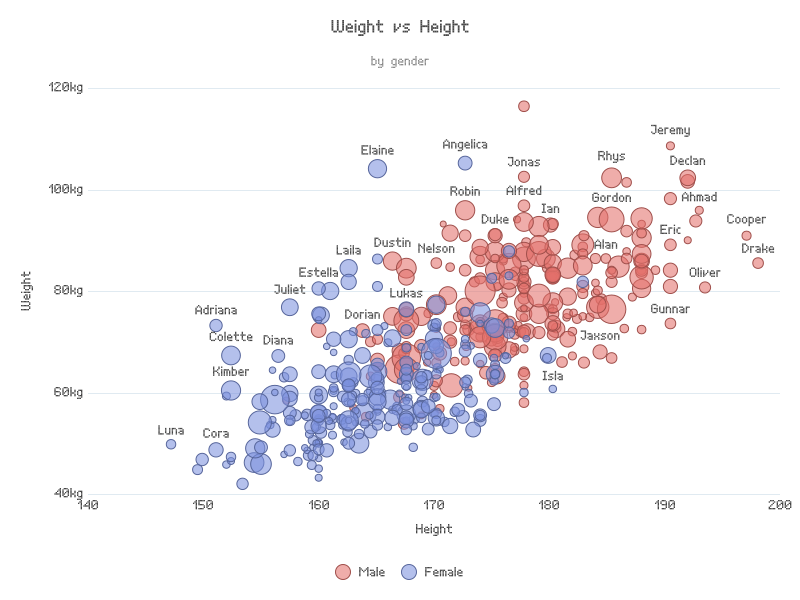 Weight vs Height
by gender
120kg
Jeremy
Angelica
Elaine
Rhys
Declan
Jonas
100kg
Robin
Alfred
Gordon
Ahmad
Ian
Duke
Cooper
Eric
Dustin
Nelson
Alan
Laila
Drake
Estella
Oliver
80kg
Juliet
Lukas
Adriana
Dorian
Gunnar
Colette
Diana
Jaxson
Kimber
Isla
60kg
Luna
Cora
40kg
140
150
160
170
180
190
200
Weight
Height
Male
Female